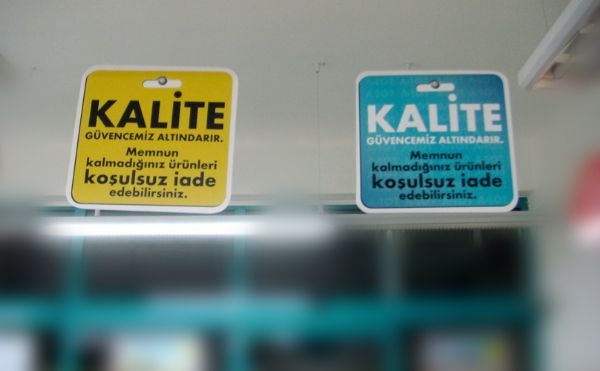 KALİTE
GÜVENCEMİZ ALTINDADIR.
Memnun
kalmadığınız ürünleri
koşulsuz iade
edebilirsiniz.
KALİTE
GÜVENCEMİZ ALTINDADIR.
Memnun
kalmadığınız ürünleri
koşulsuz iade
edebilirsiniz.